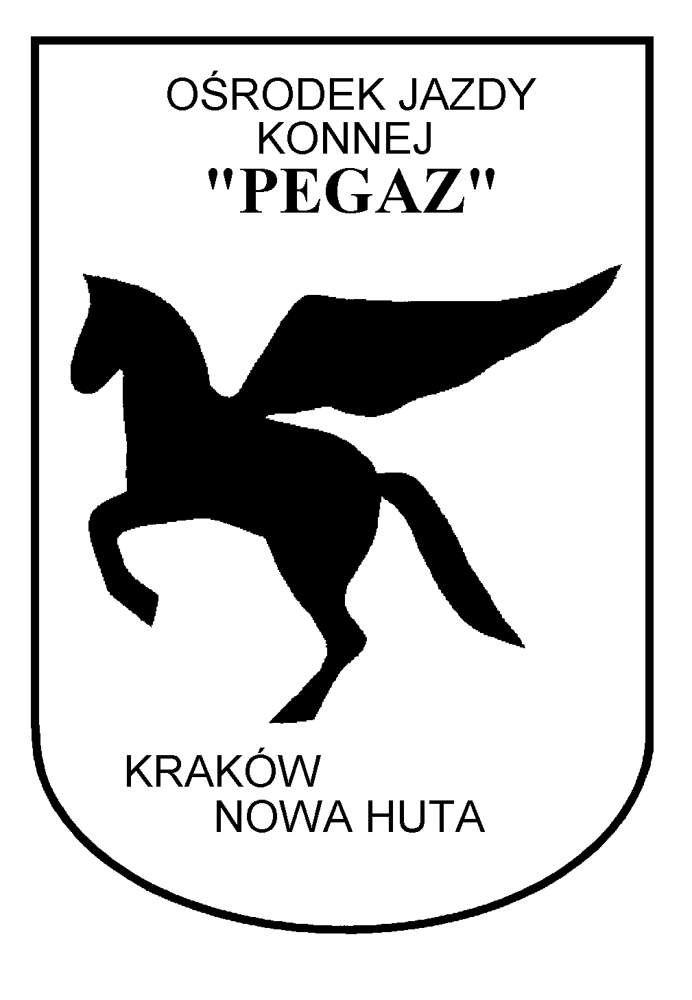 OŚRODEK JAZDY
KONNEJ
"PEGAZ"
KRAKÓW
NOWA HUTA